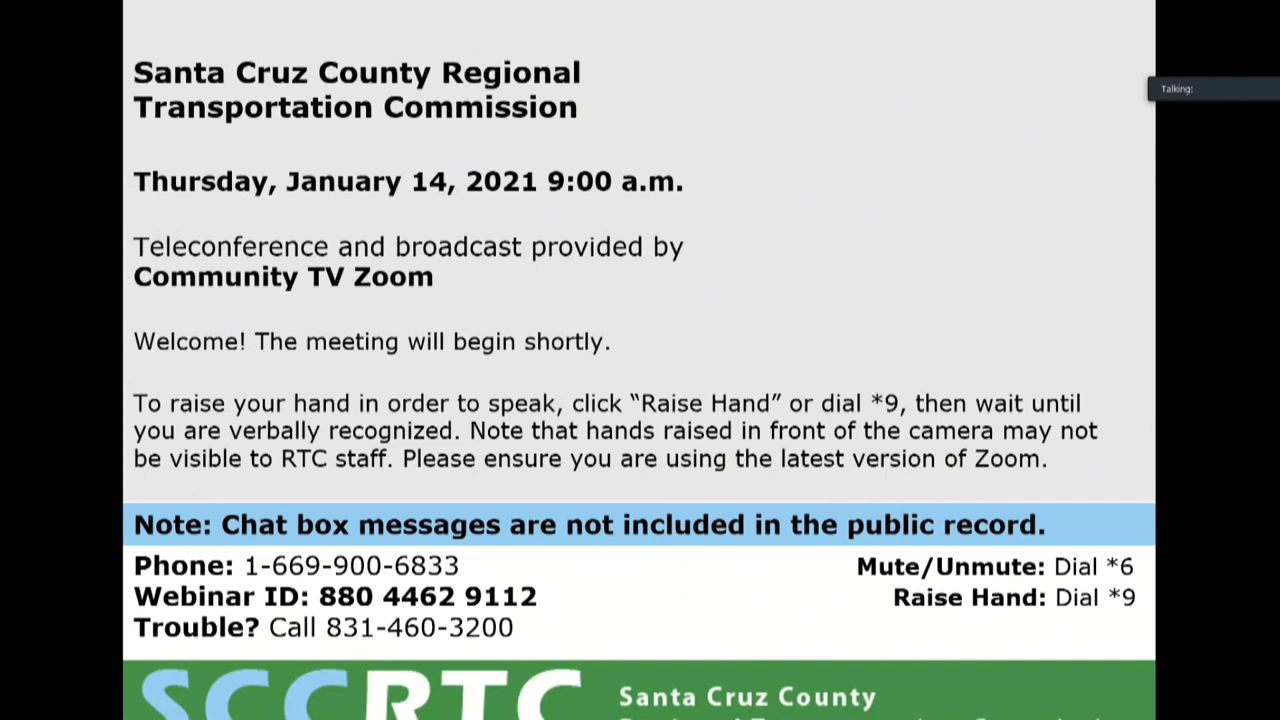 Santa Cruz County Regional
Transportation Commission
Talking:
Thursday, January 14, 2021 9:00 a.m.
Teleconference and broadcast provided by
Community TV Zoom
Welcome! The meeting will begin shortly.
To raise your hand in order to speak, click “Raise Hand” or dial *9, then wait until
you are verbally recognized. Note that hands raised in front of the camera may not
be visible to RTC staff. Please ensure you are using the latest version of Zoom.
Note: Chat box messages are not included in the public record.
Phone: 1-669-900-6833
Mute/Unmute: Dial *6
Webinar ID: 880 4462 9112
Raise Hand: Dial *9
Trouble? Call 831-460-3200
SCCRTC
Santa Cruz County